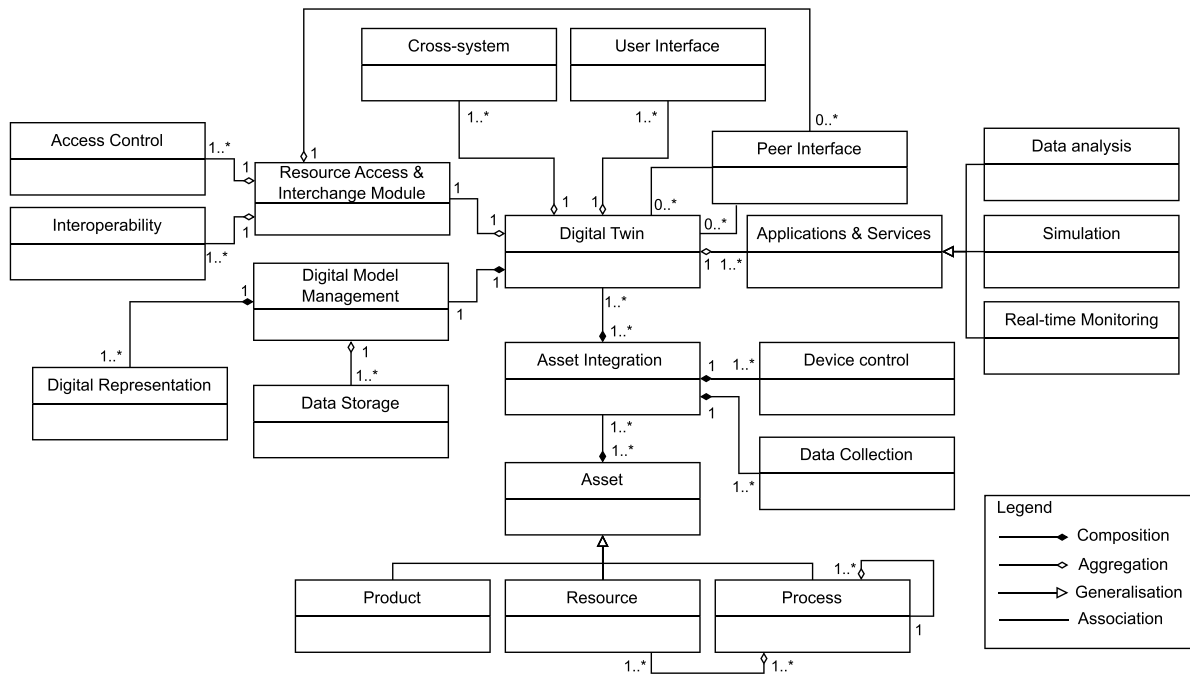 Cross-system
User Interface
1..*
1..*
0..*
Access Control
1..*
1
1
Resource Access &
Interchange Module
1
Peer Interface
Data analysis
Interoperability
1
1..*
1
1
1
0..*
0..*
Digital Twin
1
1..*
Applications & Services
Simulation
Digital Model
Management
1
1
1
1..*
1..*
Real-time Monitoring
1..*
Digital Representation
1
1..*
Data Storage
Asset Integration
1
1..*
Device control
1
1..*
Data Collection
1..*
1..*
Asset
Product
Resource
Process
1..*
1
1..*
1..*
Legend
Composition
Aggregation
Generalisation
Association